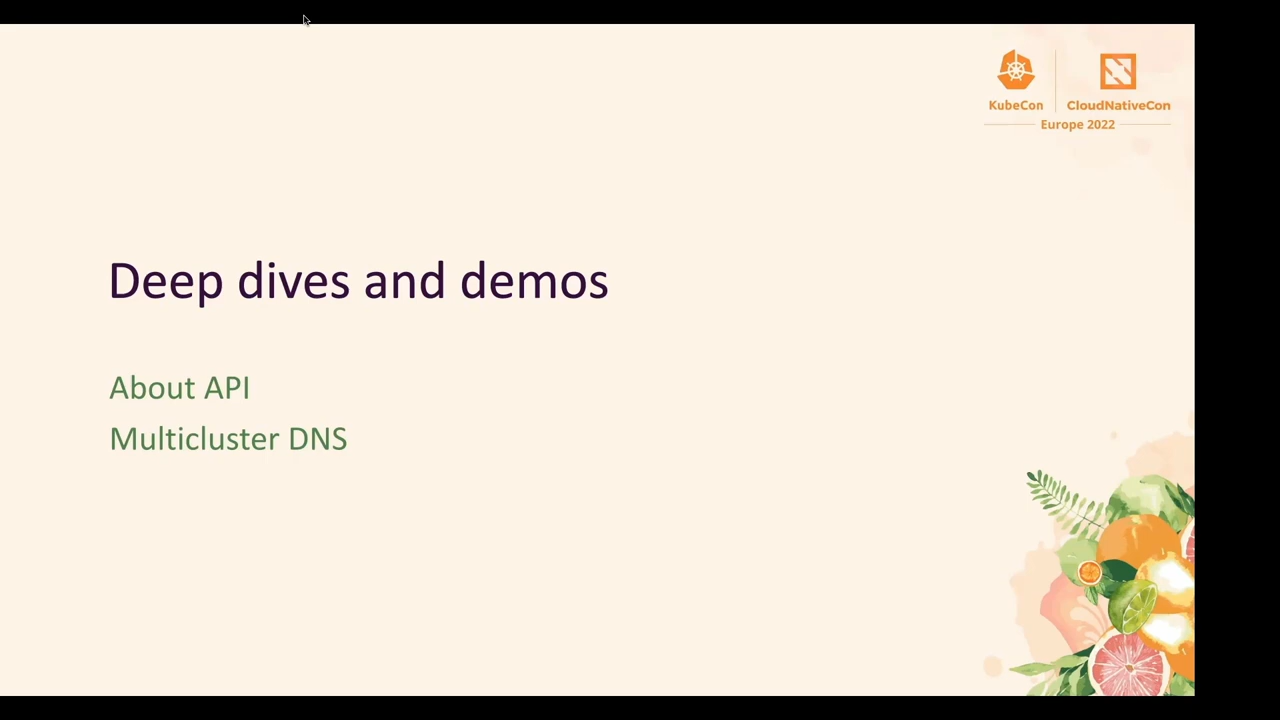 KubeCon
CloudNativeCon
Europe 2022
Deep dives and demos
About API
Multicluster DNS